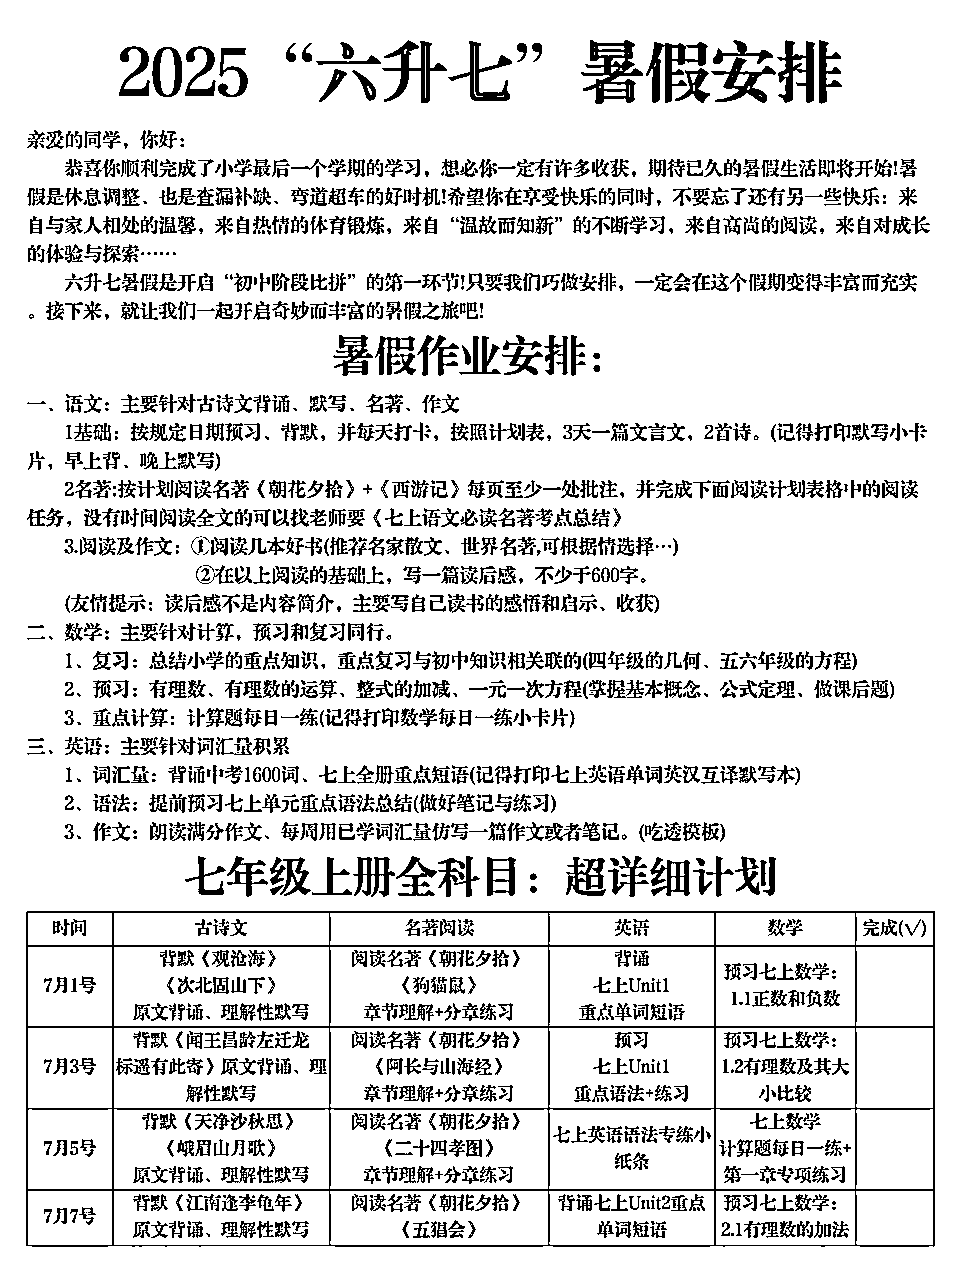 2025“六升七”暑假安排
亲爱的同学，你好：
恭喜你顺利完成了小学最后一个学期的学习，想必你一定有许多收获，期待已久的暑假生活即将开始!暑
假是休息调整、也是查漏补缺、弯道超车的好时机!希望你在享受快乐的同时，不要忘了还有另一些快乐：来
自与家人相处的温馨，来自热情的体育锻炼，来自“温故而知新”的不断学习，来自高尚的阅读，来自对成长
的体验与探索……
六升七暑假是开启“初中阶段比拼”的第一环节!只要我们巧做安排，一定会在这个假期变得丰富而充实
。接下来，就让我们一起开启奇妙而丰富的暑假之旅吧!
暑假作业安排：
一、语文：主要针对古诗文背诵、默写、名著、作文
1基础：按规定日期预习、背默，并每天打卡，按照计划表，3天一篇文言文，2首诗。(记得打印默写小卡
片，早上背、晚上默写)
2名著:按计划阅读名著《朝花夕拾》+《西游记》每页至少一处批注，并完成下面阅读计划表格中的阅读
任务，没有时间阅读全文的可以找老师要《七上语文必读名著考点总结》
3.阅读及作文：①阅读几本好书(推荐名家散文、世界名著,可根据情选择…)
②在以上阅读的基础上，写一篇读后感，不少于600字。
(友情提示：读后感不是内容简介，主要写自己读书的感悟和启示、收获)
二、数学：主要针对计算，预习和复习同行。
1、复习：总结小学的重点知识，重点复习与初中知识相关联的(四年级的几何、五六年级的方程)
2、预习：有理数、有理数的运算、整式的加减、一元一次方程(掌握基本概念、公式定理、做课后题)
3、重点计算：计算题每日一练(记得打印数学每日一练小卡片)
三、英语：主要针对词汇量积累
1、词汇量：背诵中考1600词、七上全册重点短语(记得打印七上英语单词英汉互译默写本)
2、语法：提前预习七上单元重点语法总结(做好笔记与练习)
3、作文：朗读满分作文、每周用已学词汇量仿写一篇作文或者笔记。(吃透模板)
七年级上册全科目：超详细计划
时间 古诗文 名著阅读 英语 数学 完成(√)
7月1号
背默《观沧海》
《次北固山下》
原文背诵、理解性默写
阅读名著《朝花夕拾》
《狗猫鼠》
章节理解+分章练习
背诵
七上Unit1
重点单词短语
预习七上数学：
1.1正数和负数
7月3号
背默《闻王昌龄左迁龙
标遥有此寄》原文背诵、理
解性默写
阅读名著《朝花夕拾》
《阿长与山海经》
章节理解+分章练习
预习
七上Unit1
重点语法+练习
预习七上数学：
1.2有理数及其大
小比较
7月5号
背默《天净沙秋思》
《峨眉山月歌》
原文背诵、理解性默写
阅读名著《朝花夕拾》
《二十四孝图》
章节理解+分章练习
七上英语语法专练小
纸条
七上数学
计算题每日一练+
第一章专项练习
7月7号
背默《江南逢李龟年》
原文背诵、理解性默写
阅读名著《朝花夕拾》
《五猖会》
背诵七上Unit2重点
单词短语
预习七上数学：
2.1有理数的加法